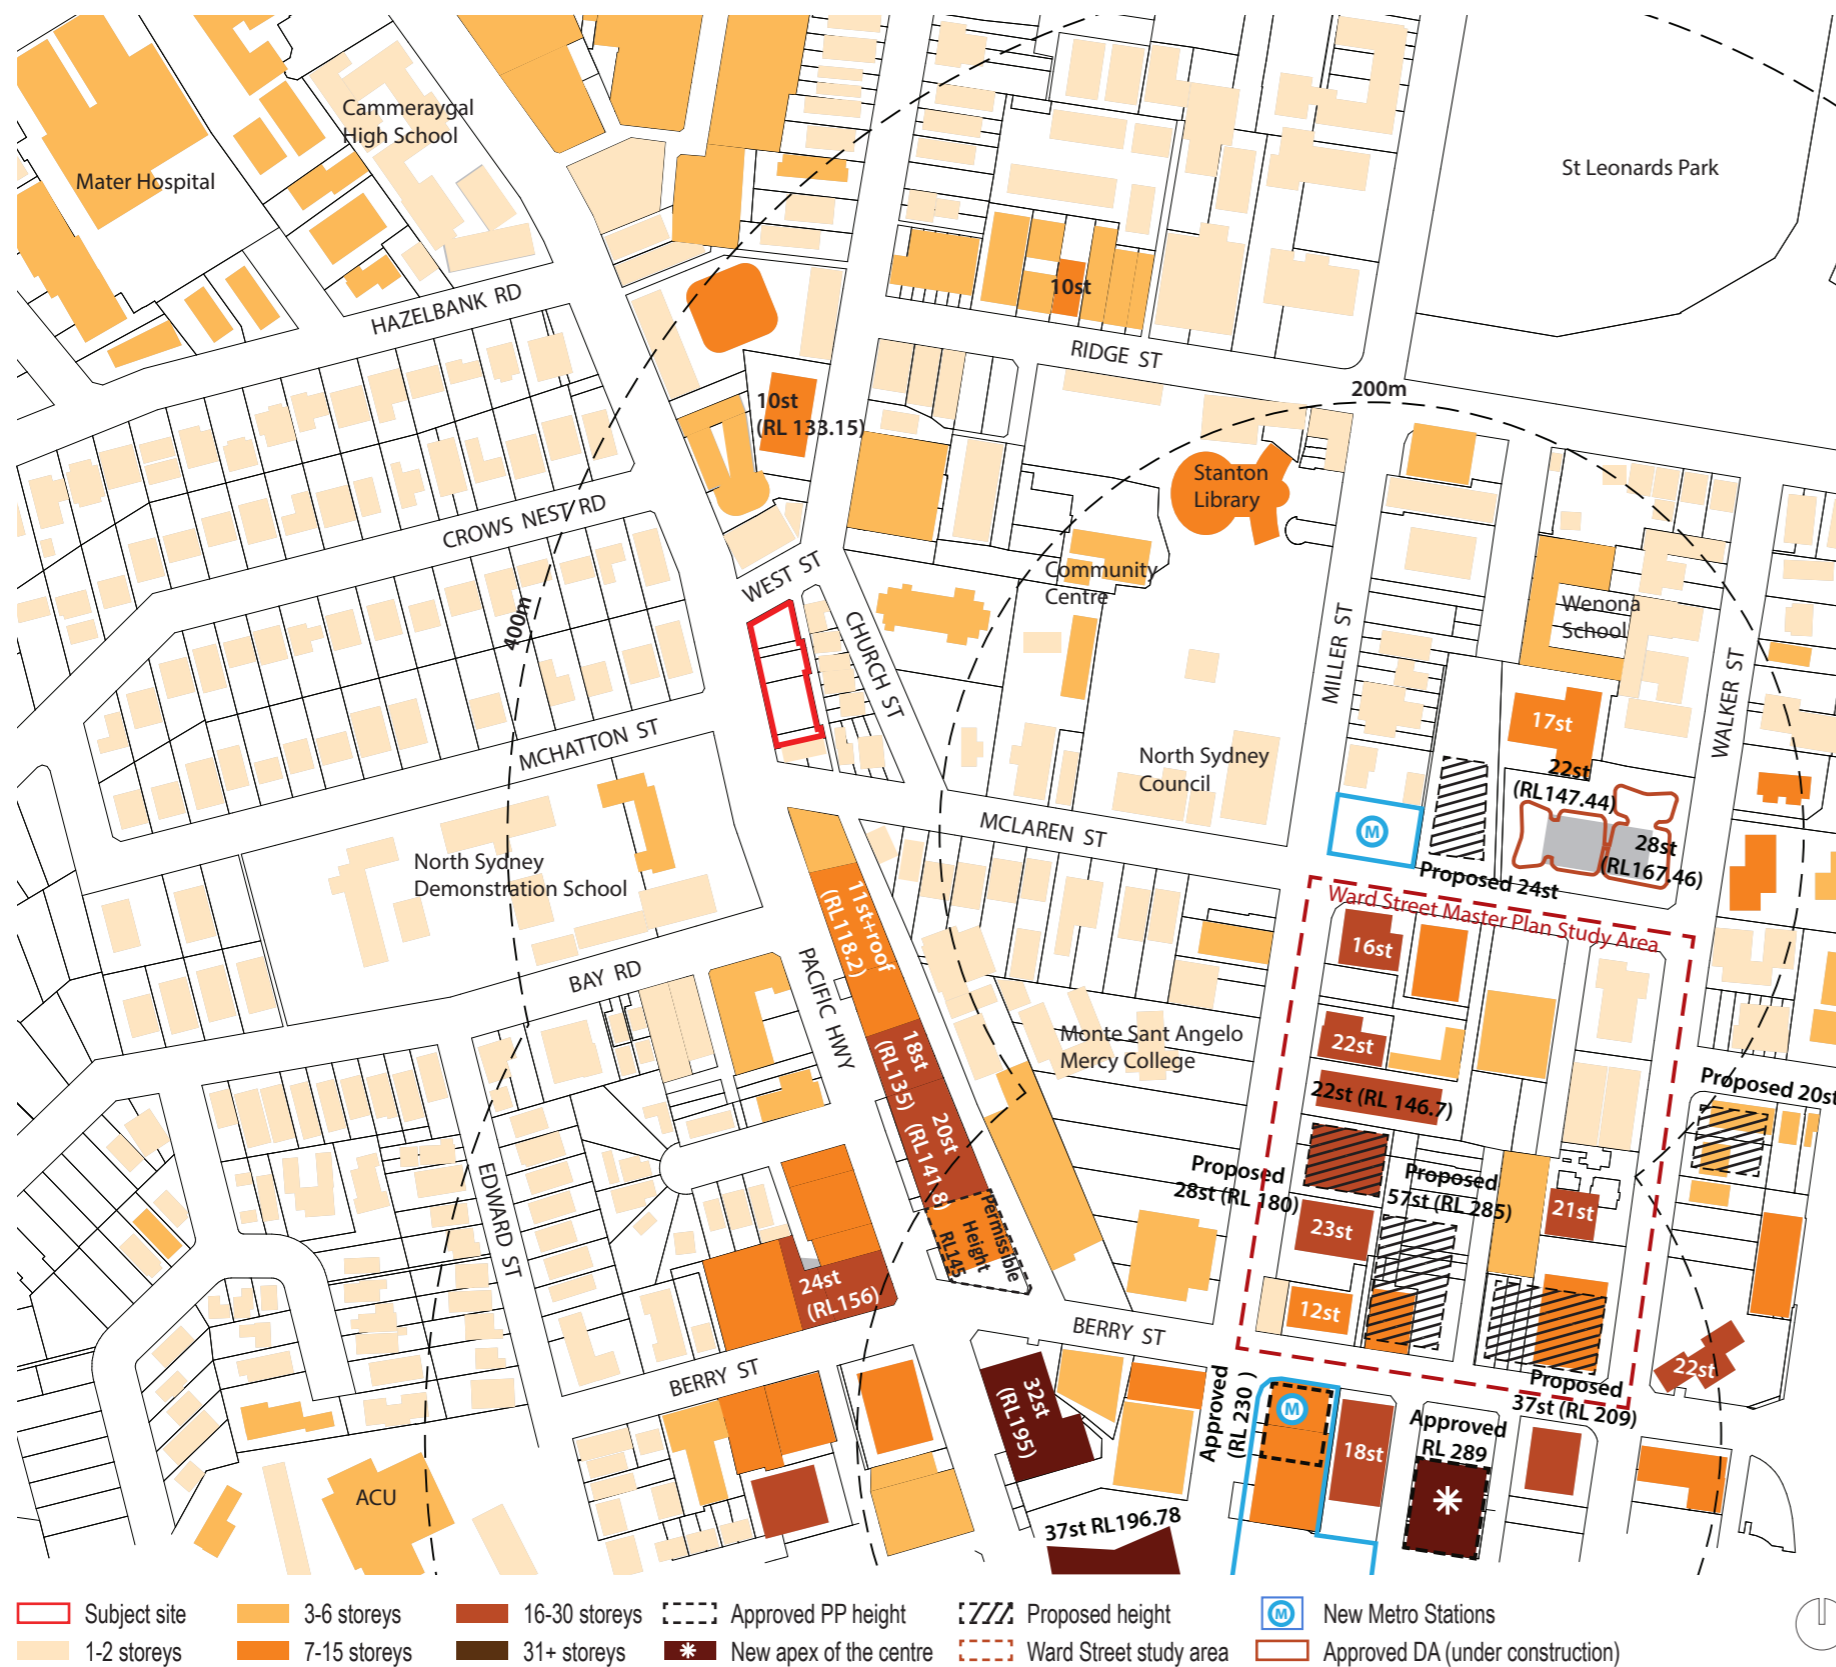 Cammeraygal
High School
Mater Hospital
St Leonards Park
HAZELBANK RD
10st
RIDGE ST
200m
10st
(RL 133.15)
Stanton
Library
CROWS NEST RD
WEST ST
Community
Centre
400m
CHURCH ST
Wenona
School
MILLER ST
WALKER ST
17st
MCHATTON ST
North Sydney
Council
22st
(RL147.44)
M
28st
(RL167.46)
MCLAREN ST
North Sydney
Demonstration School
Proposed 24st
Ward Street Master Plan Study Area
11st+roof
(RL118.2)
16st
BAY RD
PACIFIC HWY
Monte Sant Angelo
Mercy College
22st
18st
(RL135)
22st (RL 146.7)
Proposed 20st
20st
(RL141.8)
EDWARD ST
Proposed
28st (RL 180)
Proposed
57st (RL 285)
21st
23st
Permissible
Height
RL145
24st
(RL156)
12st
BERRY ST
BERRY ST
22st
Proposed
37st (RL 209)
32st
(RL195)
Approved
(RL 230 )
M
18st
Approved
RL 289
ACU
37st RL196.78
Subject site
3-6 storeys
16-30 storeys
Approved PP height
Proposed height
M
New Metro Stations
1-2 storeys
7-15 storeys
31+ storeys
New apex of the centre
Ward Street study area
Approved DA (under construction)